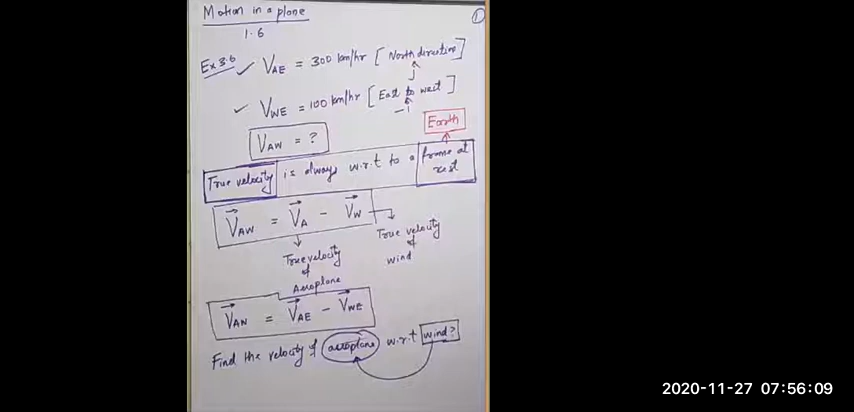 Motion in a plane
1.6
①
Ex 3.6 ✓ VAE = 300 km/hr [North direction]
j
✓ VWE = 100 km/hr [East to west]
-i
VAW = ?
Earth
True velocity is always w.r.t to a frame at rest
VAW = VA - VW
True velocity of Aeroplane
True velocity of wind
VAW = VAE - VWE
Find the velocity of aeroplane w.r.t wind?
2020-11-27 07:56:09